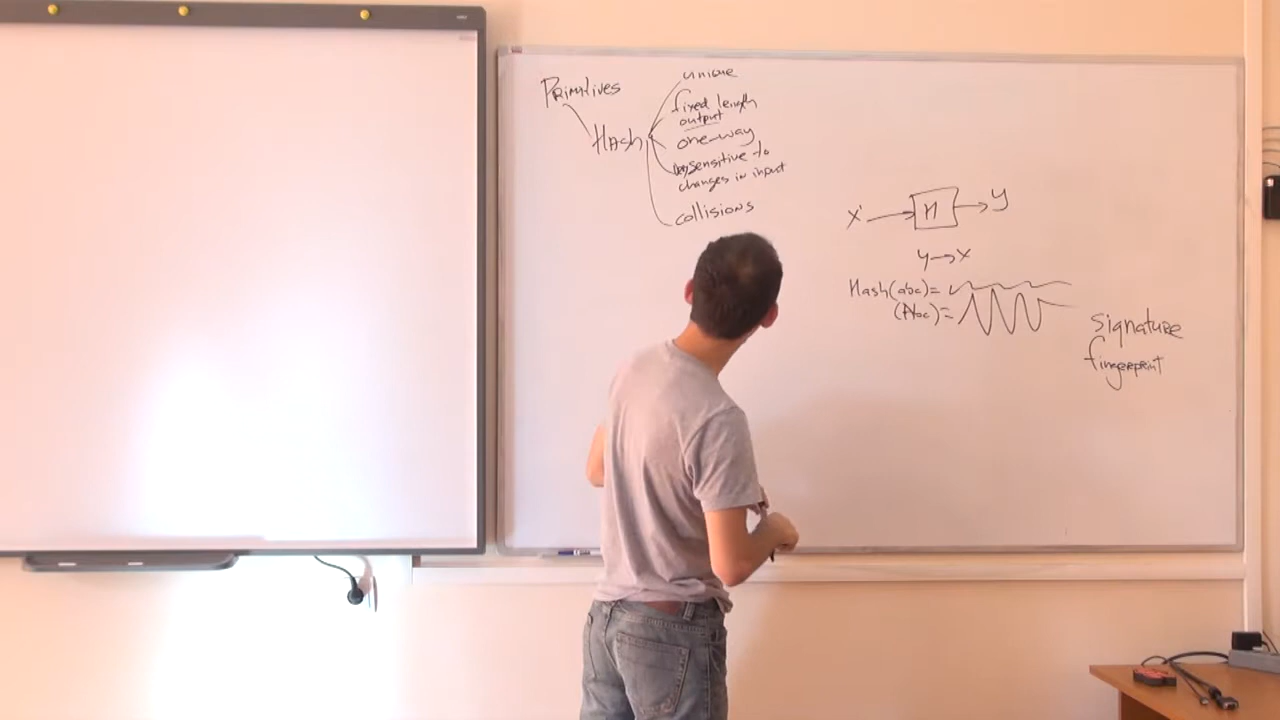 Primitives
Hash
unique
fixed length
output
one-way
sensitive to
changes in input
collisions
X
H
y
y→x
Hash(abc)=
(Abc)=
Signature
fingerprint